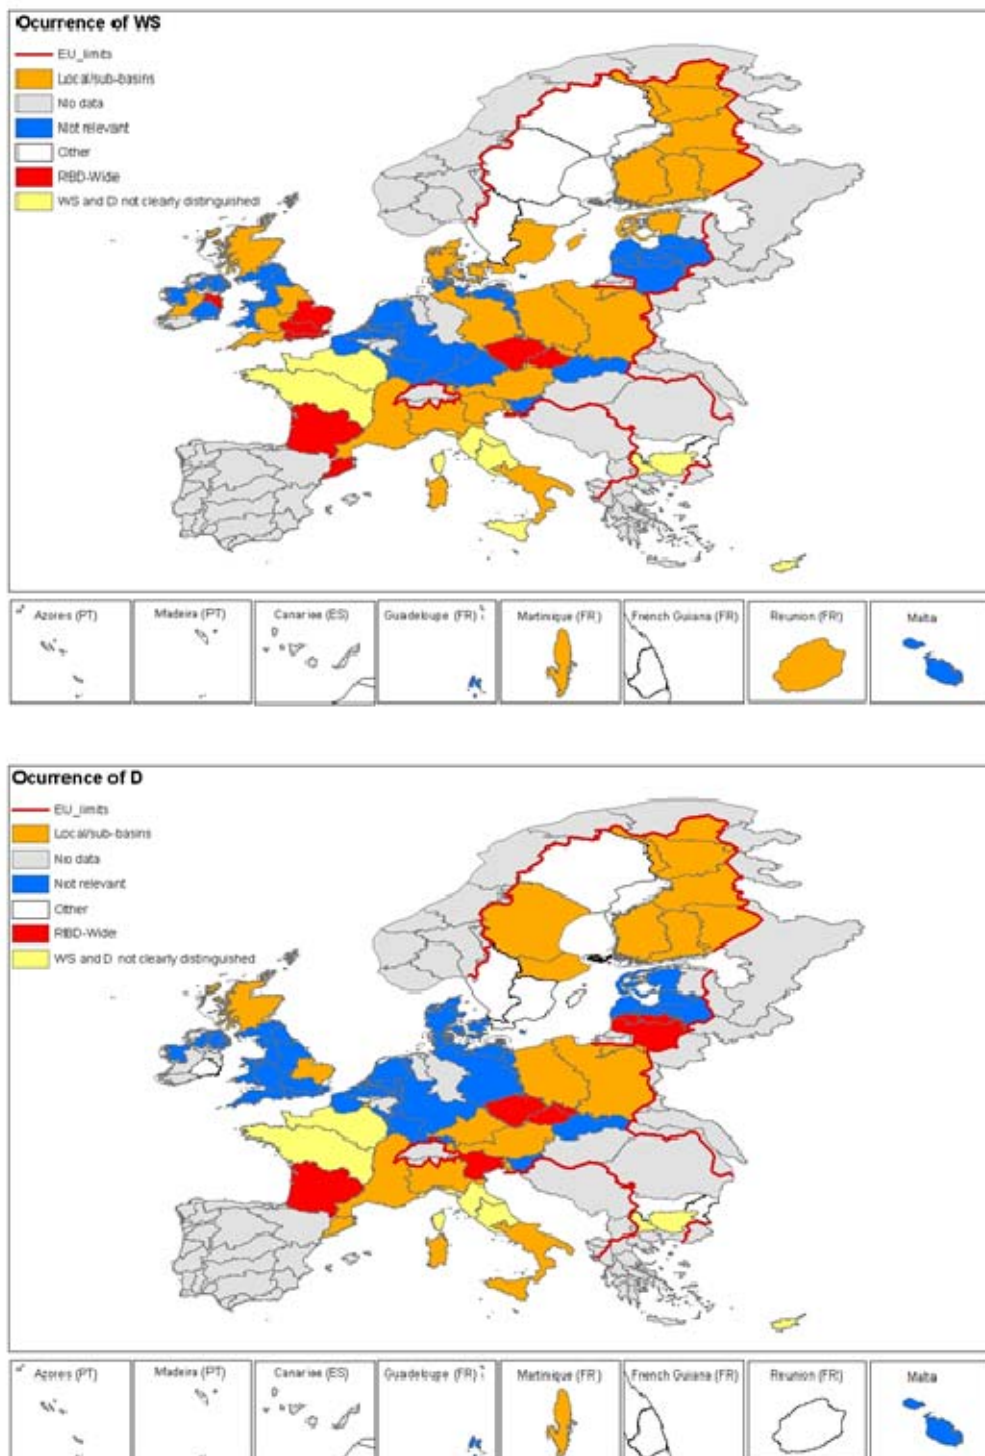 Ocurrence of WS
EU_limits
Local/sub-basins
No data
Not relevant
Other
RBD-Wide
WS and D not clearly distinguished
Azores (PT)
Madeira (PT)
Canarias (ES)
Guadeloupe (FR)
Martinique (FR)
French Guiana (FR)
Reunion (FR)
Malta
Ocurrence of D
EU_limits
Local/sub-basins
No data
Not relevant
Other
RBD-Wide
WS and D not clearly distinguished
Azores (PT)
Madeira (PT)
Canarias (ES)
Guadeloupe (FR)
Martinique (FR)
French Guiana (FR)
Reunion (FR)
Malta